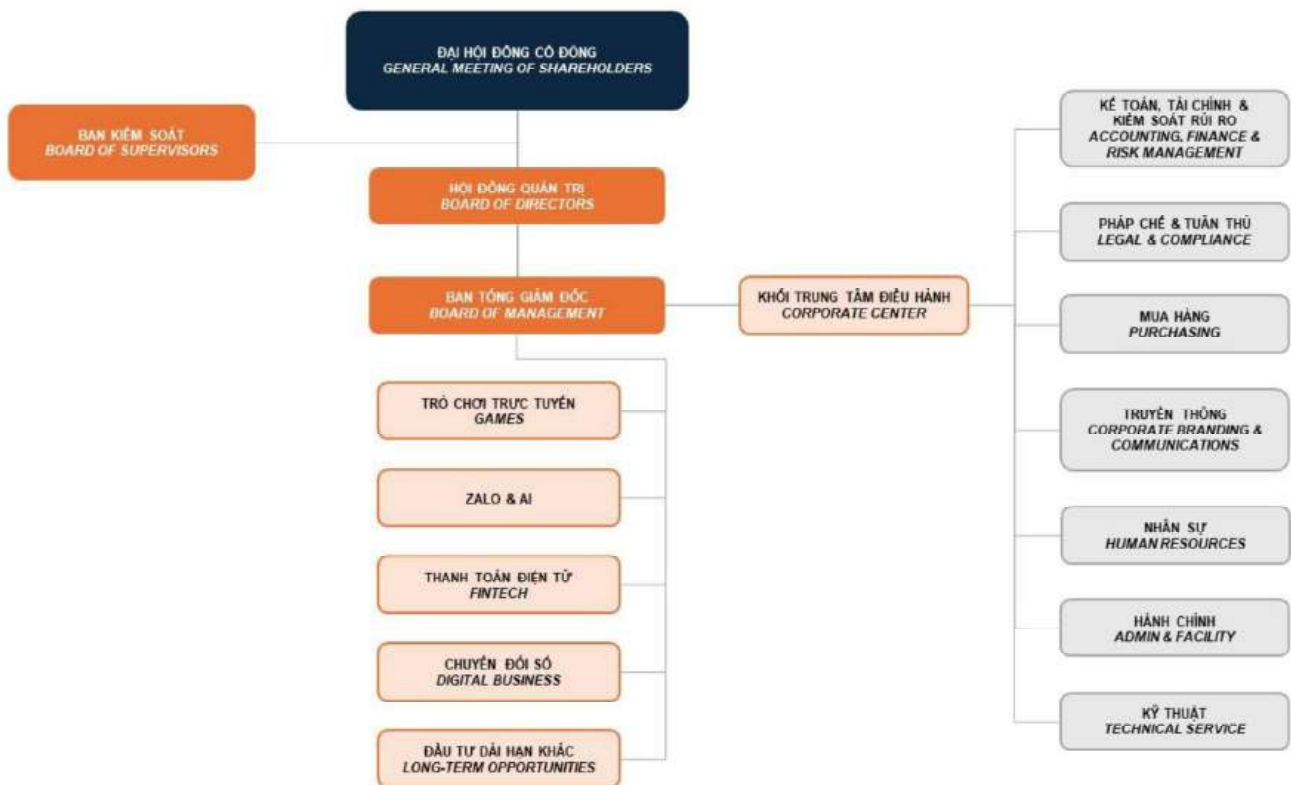 ĐẠI HỘI ĐỒNG CỔ ĐÔNG
GENERAL MEETING OF SHAREHOLDERS
BAN KIỂM SOÁT
BOARD OF SUPERVISORS
HỘI ĐỒNG QUẢN TRỊ
BOARD OF DIRECTORS
BAN TỔNG GIÁM ĐỐC
BOARD OF MANAGEMENT
KHỐI TRUNG TÂM ĐIỀU HÀNH
CORPORATE CENTER
TRÒ CHƠI TRỰC TUYẾN
GAMES
ZALO & AI
THANH TOÁN ĐIỆN TỬ
FINTECH
CHUYỂN ĐỔI SỐ
DIGITAL BUSINESS
ĐẦU TƯ DÀI HẠN KHÁC
LONG-TERM OPPORTUNITIES
KẾ TOÁN, TÀI CHÍNH &
KIỂM SOÁT RỦI RO
ACCOUNTING, FINANCE &
RISK MANAGEMENT
PHÁP CHẾ & TUÂN THỦ
LEGAL & COMPLIANCE
MUA HÀNG
PURCHASING
TRUYỀN THÔNG
CORPORATE BRANDING &
COMMUNICATIONS
NHÂN SỰ
HUMAN RESOURCES
HÀNH CHÍNH
ADMIN & FACILITY
KỸ THUẬT
TECHNICAL SERVICE